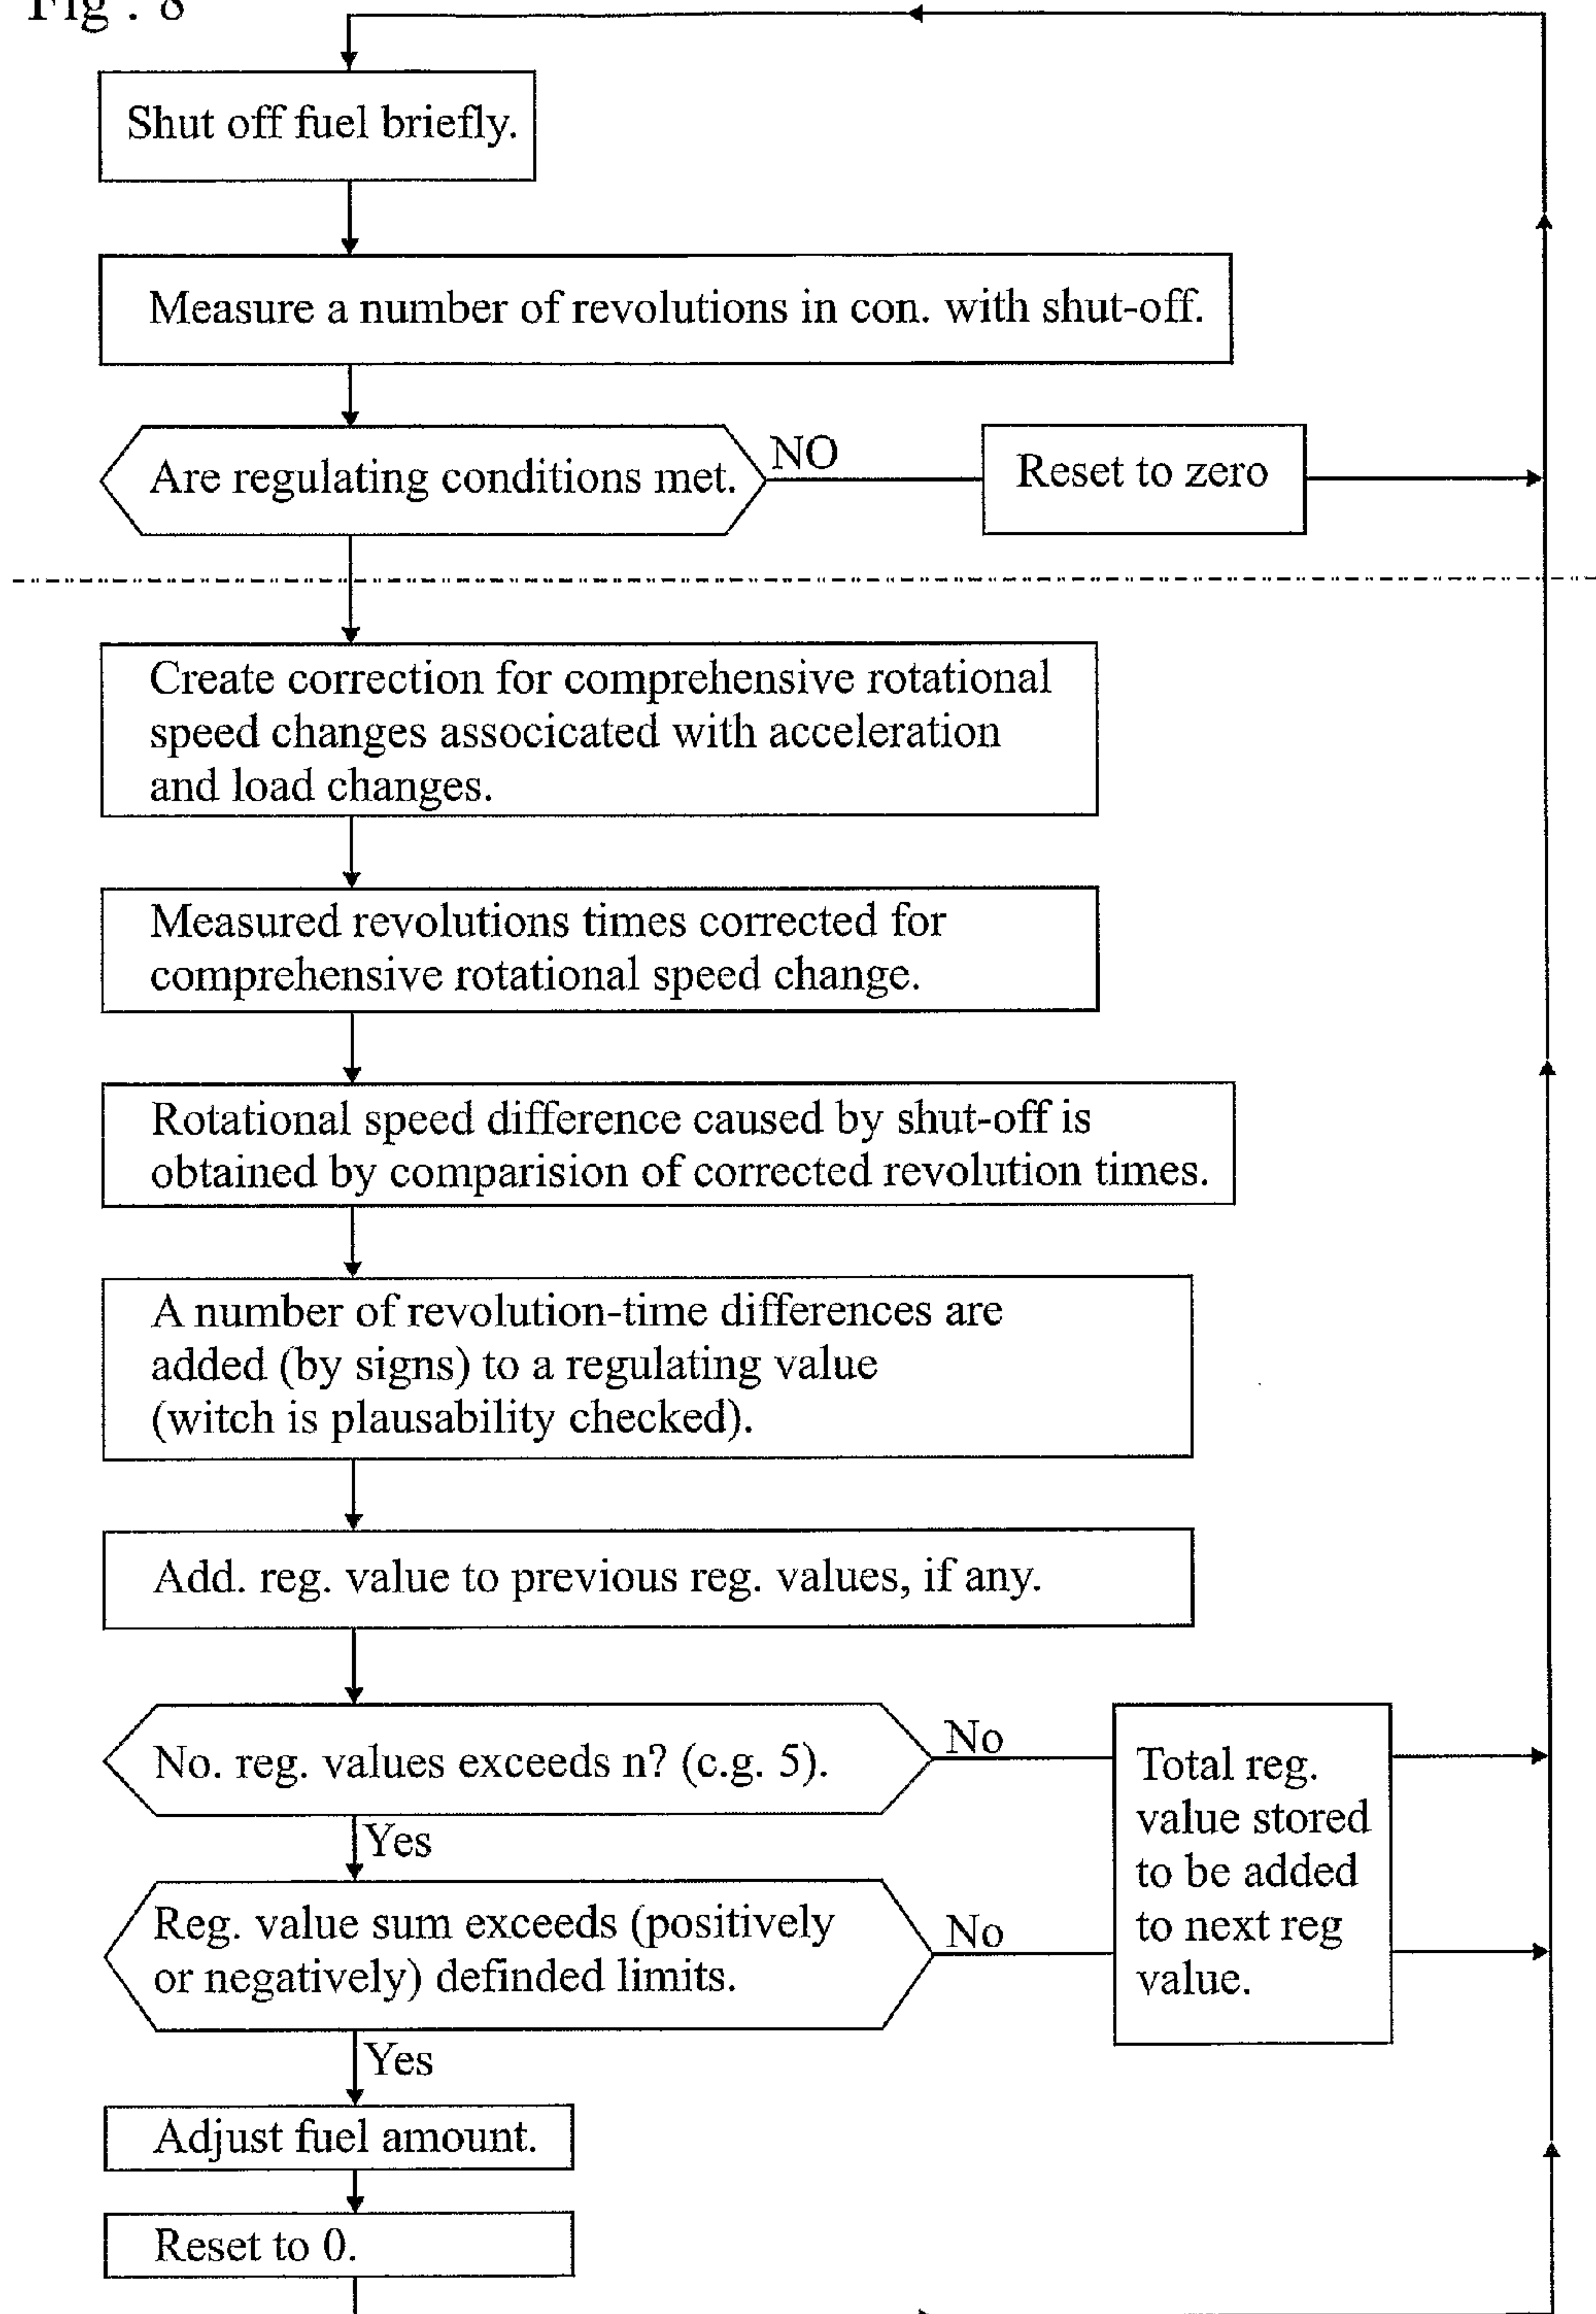 Fig . 8
Shut off fuel briefly.
Measure a number of revolutions in con. with shut-off.
Are regulating conditions met.
NO
Reset to zero
Create correction for comprehensive rotational
speed changes associcated with acceleration
and load changes.
Measured revolutions times corrected for
comprehensive rotational speed change.
Rotational speed difference caused by shut-off is
obtained by comparision of corrected revolution times.
A number of revolution-time differences are
added (by signs) to a regulating value
(witch is plausability checked).
Add. reg. value to previous reg. values, if any.
No. reg. values exceeds n? (c.g. 5).
No
Yes
Reg. value sum exceeds (positively
or negatively) definded limits.
No
Total reg.
value stored
to be added
to next reg
value.
Yes
Adjust fuel amount.
Reset to 0.